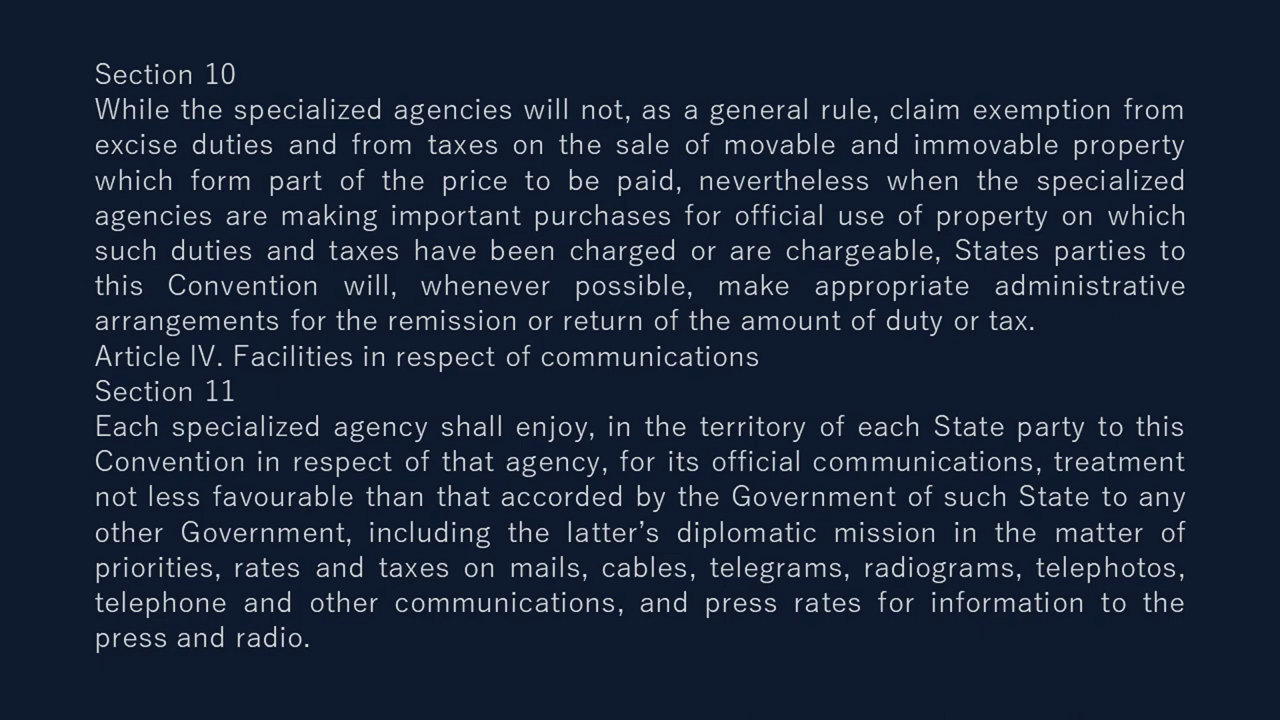 Section 10
While the specialized agencies will not, as a general rule, claim exemption from
excise duties and from taxes on the sale of movable and immovable property
which form part of the price to be paid, nevertheless when the specialized
agencies are making important purchases for official use of property on which
such duties and taxes have been charged or are chargeable, States parties to
this Convention will, whenever possible, make appropriate administrative
arrangements for the remission or return of the amount of duty or tax.
Article IV. Facilities in respect of communications
Section 11
Each specialized agency shall enjoy, in the territory of each State party to this
Convention in respect of that agency, for its official communications, treatment
not less favourable than that accorded by the Government of such State to any
other Government, including the latter’s diplomatic mission in the matter of
priorities, rates and taxes on mails, cables, telegrams, radiograms, telephotos,
telephone and other communications, and press rates for information to the
press and radio.